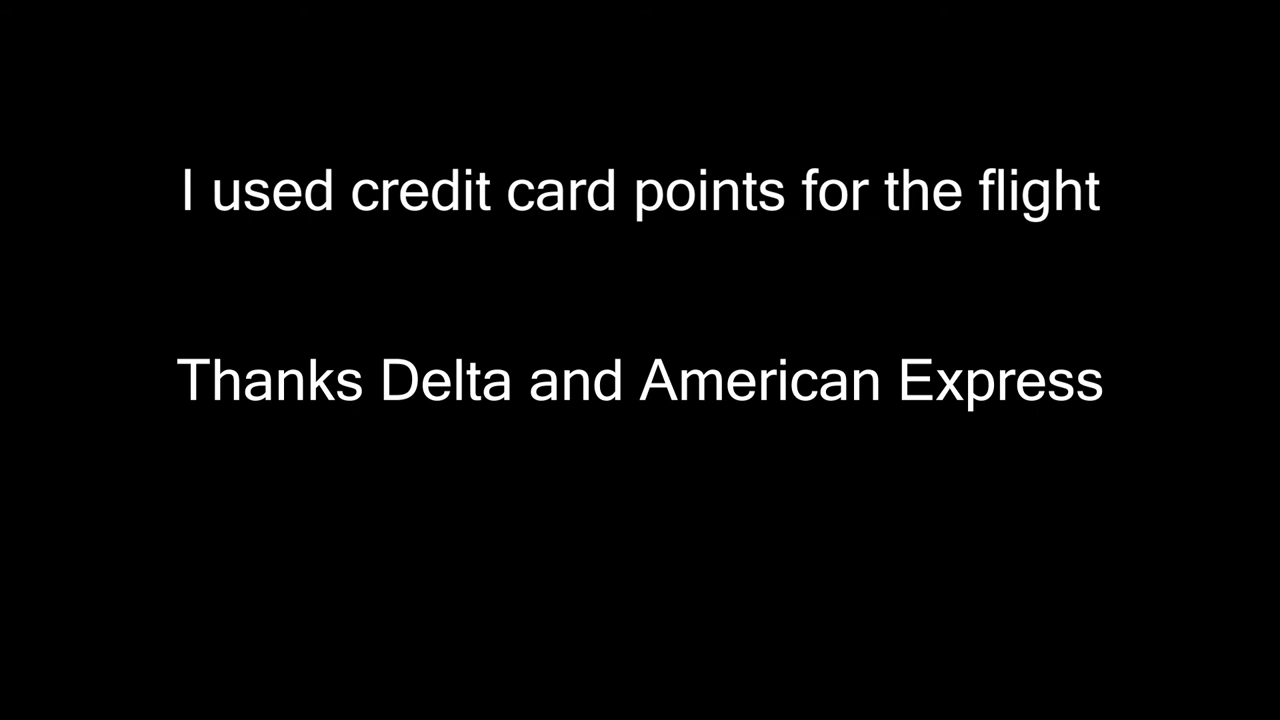 I used credit card points for the flight
Thanks Delta and American Express